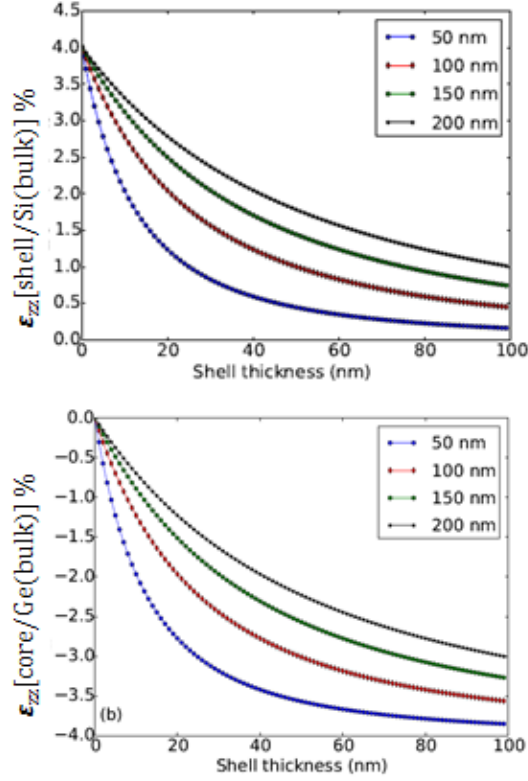 4.5
4.0
3.5
3.0
2.5
2.0
1.5
1.0
0.5
0.0
ε_zz[shell/Si(bulk)] %
50 nm
100 nm
150 nm
200 nm
0 20 40 60 80 100
Shell thickness (nm)
0.0
−0.5
−1.0
−1.5
−2.0
−2.5
−3.0
−3.5
−4.0
ε_zz[core/Ge(bulk)] %
50 nm
100 nm
150 nm
200 nm
(b)
0 20 40 60 80 100
Shell thickness (nm)